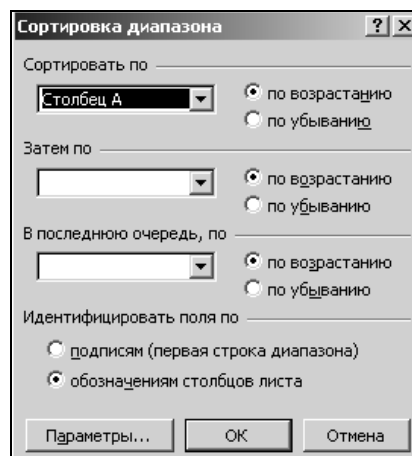 Сортировка диапазона
Сортировать по
Столбец А
по возрастанию
по убыванию
Затем по
по возрастанию
по убыванию
В последнюю очередь, по
по возрастанию
по убыванию
Идентифицировать поля по
подписям (первая строка диапазона)
обозначениям столбцов листа
Параметры... ОК Отмена